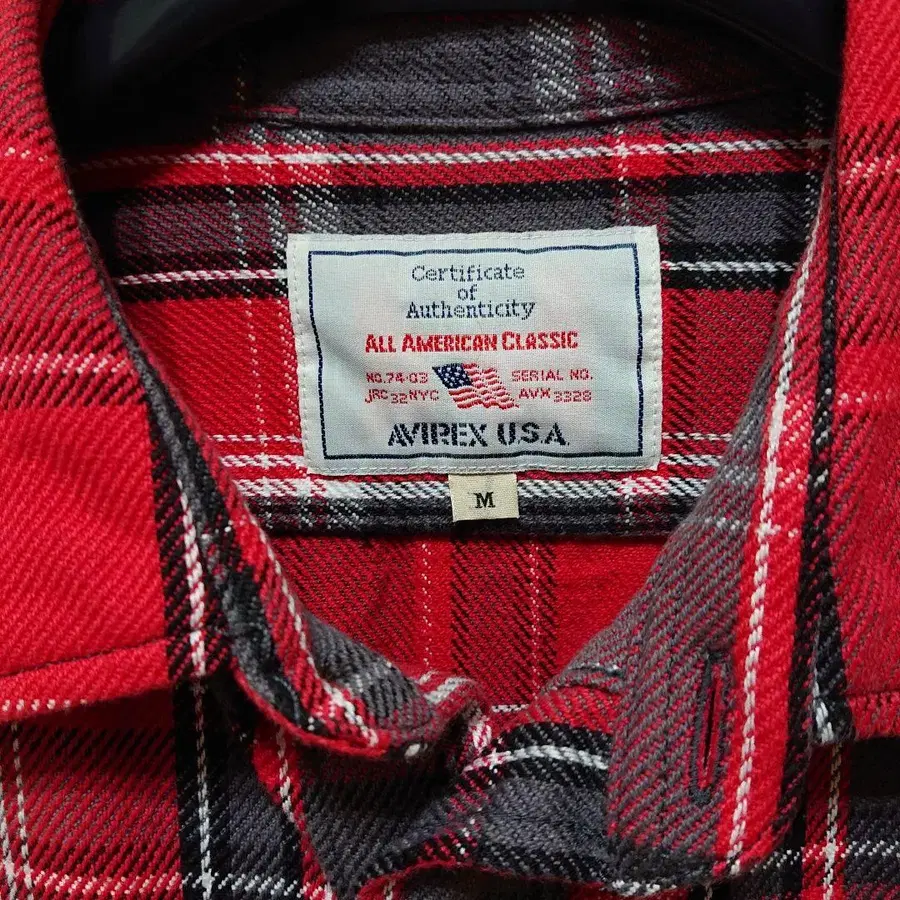 Certificate
of
Authenticity
ALL AMERICAN CLASSIC
NO.74-03 SERIAL NO.
JRC 32 NYC AVX 3328
AVIREX U.S.A.
M